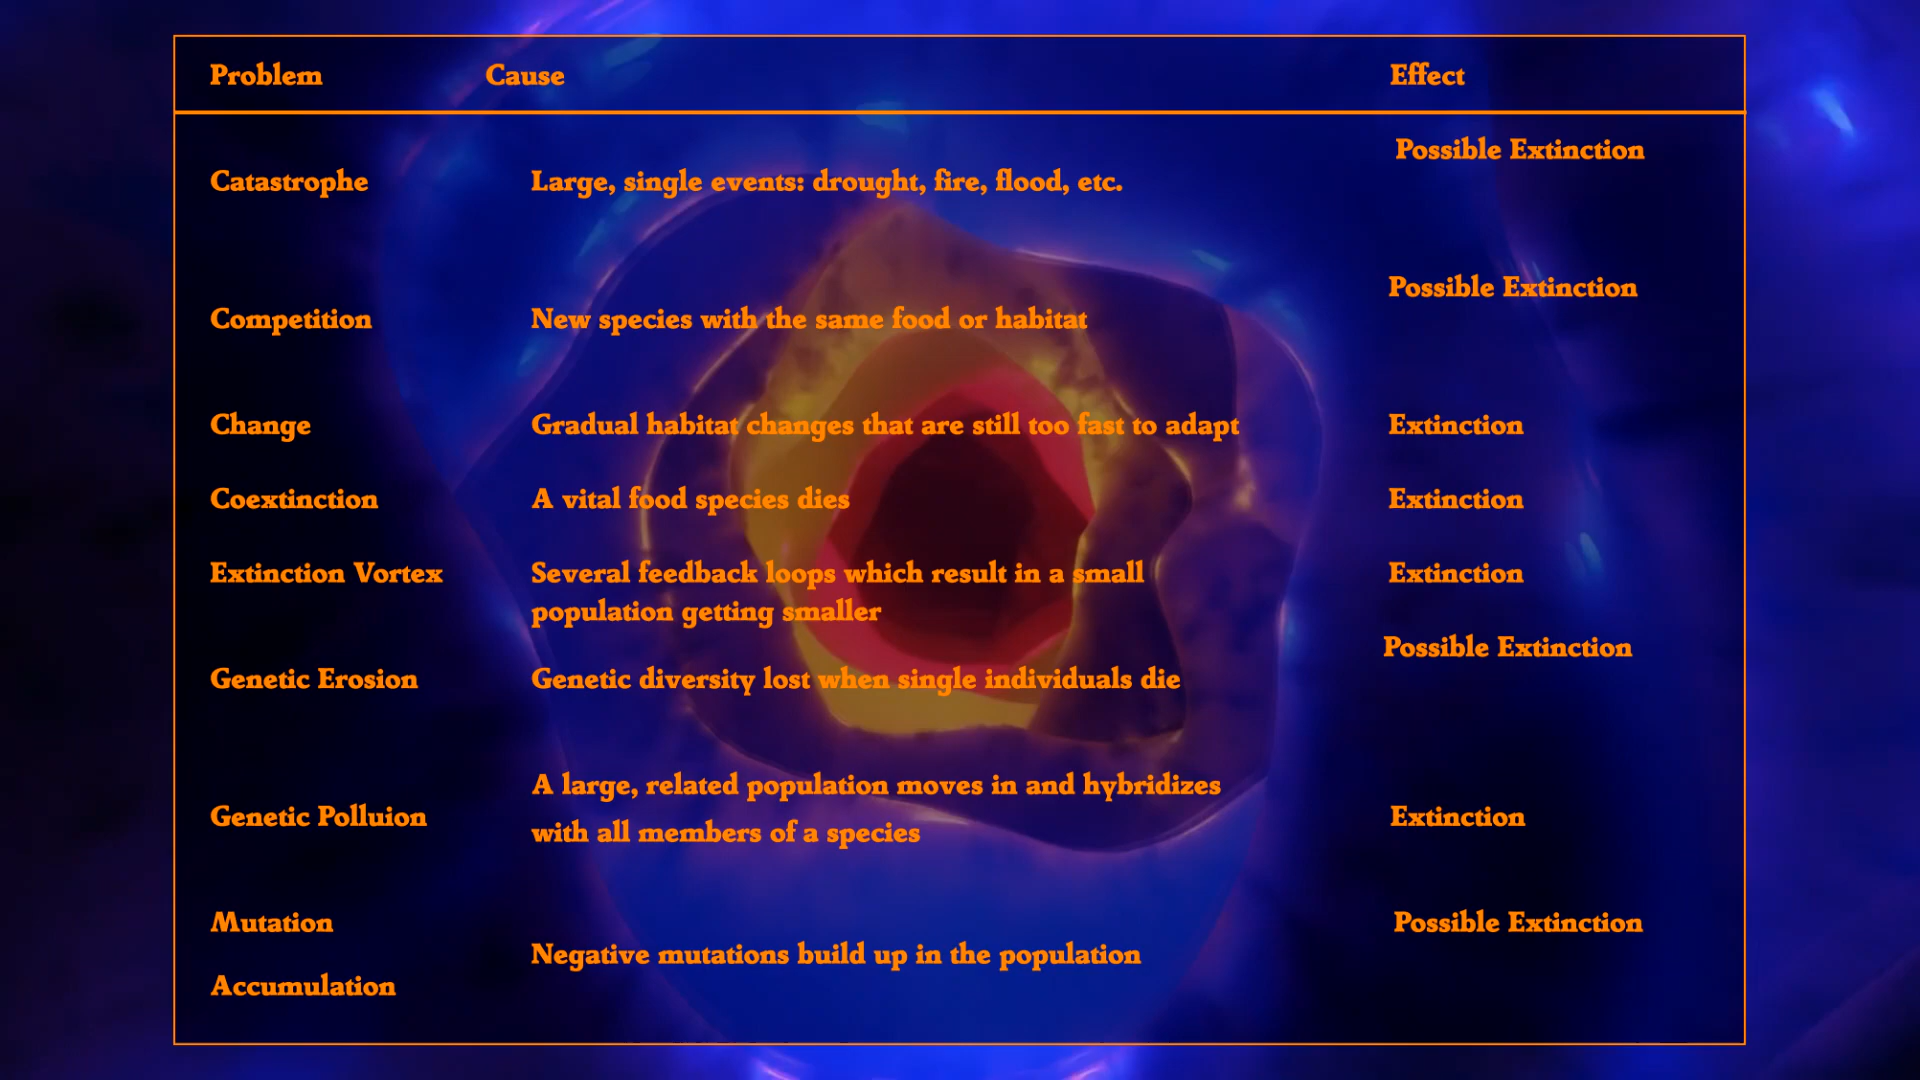 Problem Cause Effect
Catastrophe Large, single events: drought, fire, flood, etc. Possible Extinction
Competition New species with the same food or habitat Possible Extinction
Change Gradual habitat changes that are still too fast to adapt Extinction
Coextinction A vital food species dies Extinction
Extinction Vortex Several feedback loops which result in a small Extinction
population getting smaller
Genetic Erosion Genetic diversity lost when single individuals die Possible Extinction
A large, related population moves in and hybridizes
Genetic Polluion Extinction
with all members of a species
Mutation Possible Extinction
Negative mutations build up in the population
Accumulation